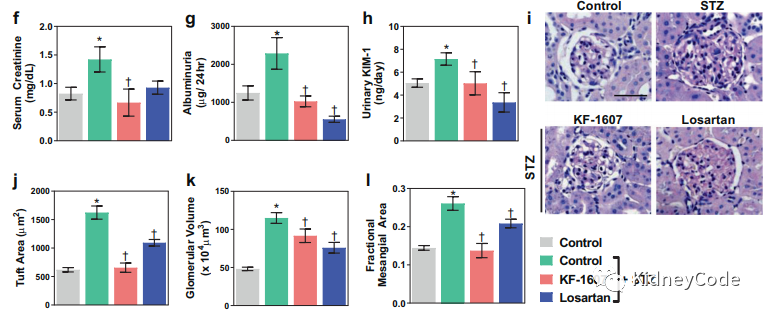 f
Serum Creatinine
(mg/dL)
2.0
1.5
1.0
0.5
0.0
*
†
g
Albuminuria
(µg/ 24hr)
3000
2000
1000
0
*
†
†
h
Urinary KIM-1
(ng/day)
10
8
6
4
2
0
*
†
†
i
Control
STZ
KF-1607
Losartan
STZ
j
Tuft Area (µm²)
2000
1500
1000
500
0
*
†
†
k
Glomerular Volume
(x 10⁴µm³)
150
100
50
0
*
†
†
l
Fractional
Mesangial Area
0.3
0.2
0.1
0.0
*
†
†
Control
Control
Losartan
KidneyCode